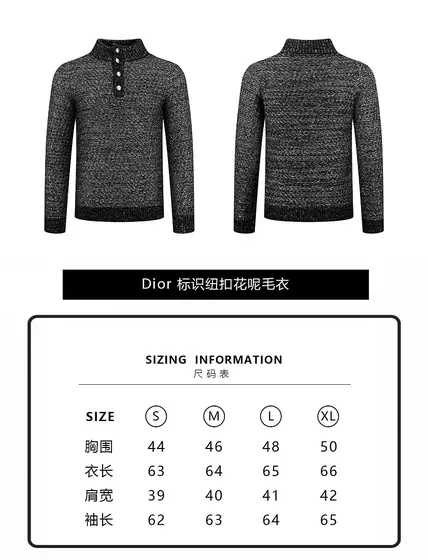 Dior 标识纽扣花呢毛衣
SIZING INFORMATION
尺码表
SIZE S M L XL
胸围 44 46 48 50
衣长 63 64 65 66
肩宽 39 40 41 42
袖长 62 63 64 65